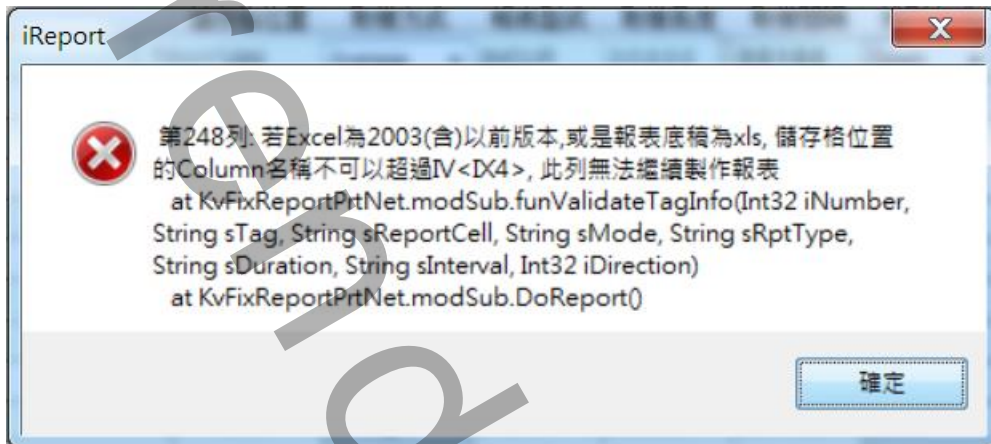 iReport
第248列: 若Excel為2003(含)以前版本,或是報表底稿為xls, 儲存格位置
的Column名稱不可以超過IV<IX4>, 此列無法繼續製作報表
at KvFixReportPrtNet.modSub.funValidateTagInfo(Int32 iNumber,
String sTag, String sReportCell, String sMode, String sRptType,
String sDuration, String sInterval, Int32 iDirection)
at KvFixReportPrtNet.modSub.DoReport()
確定